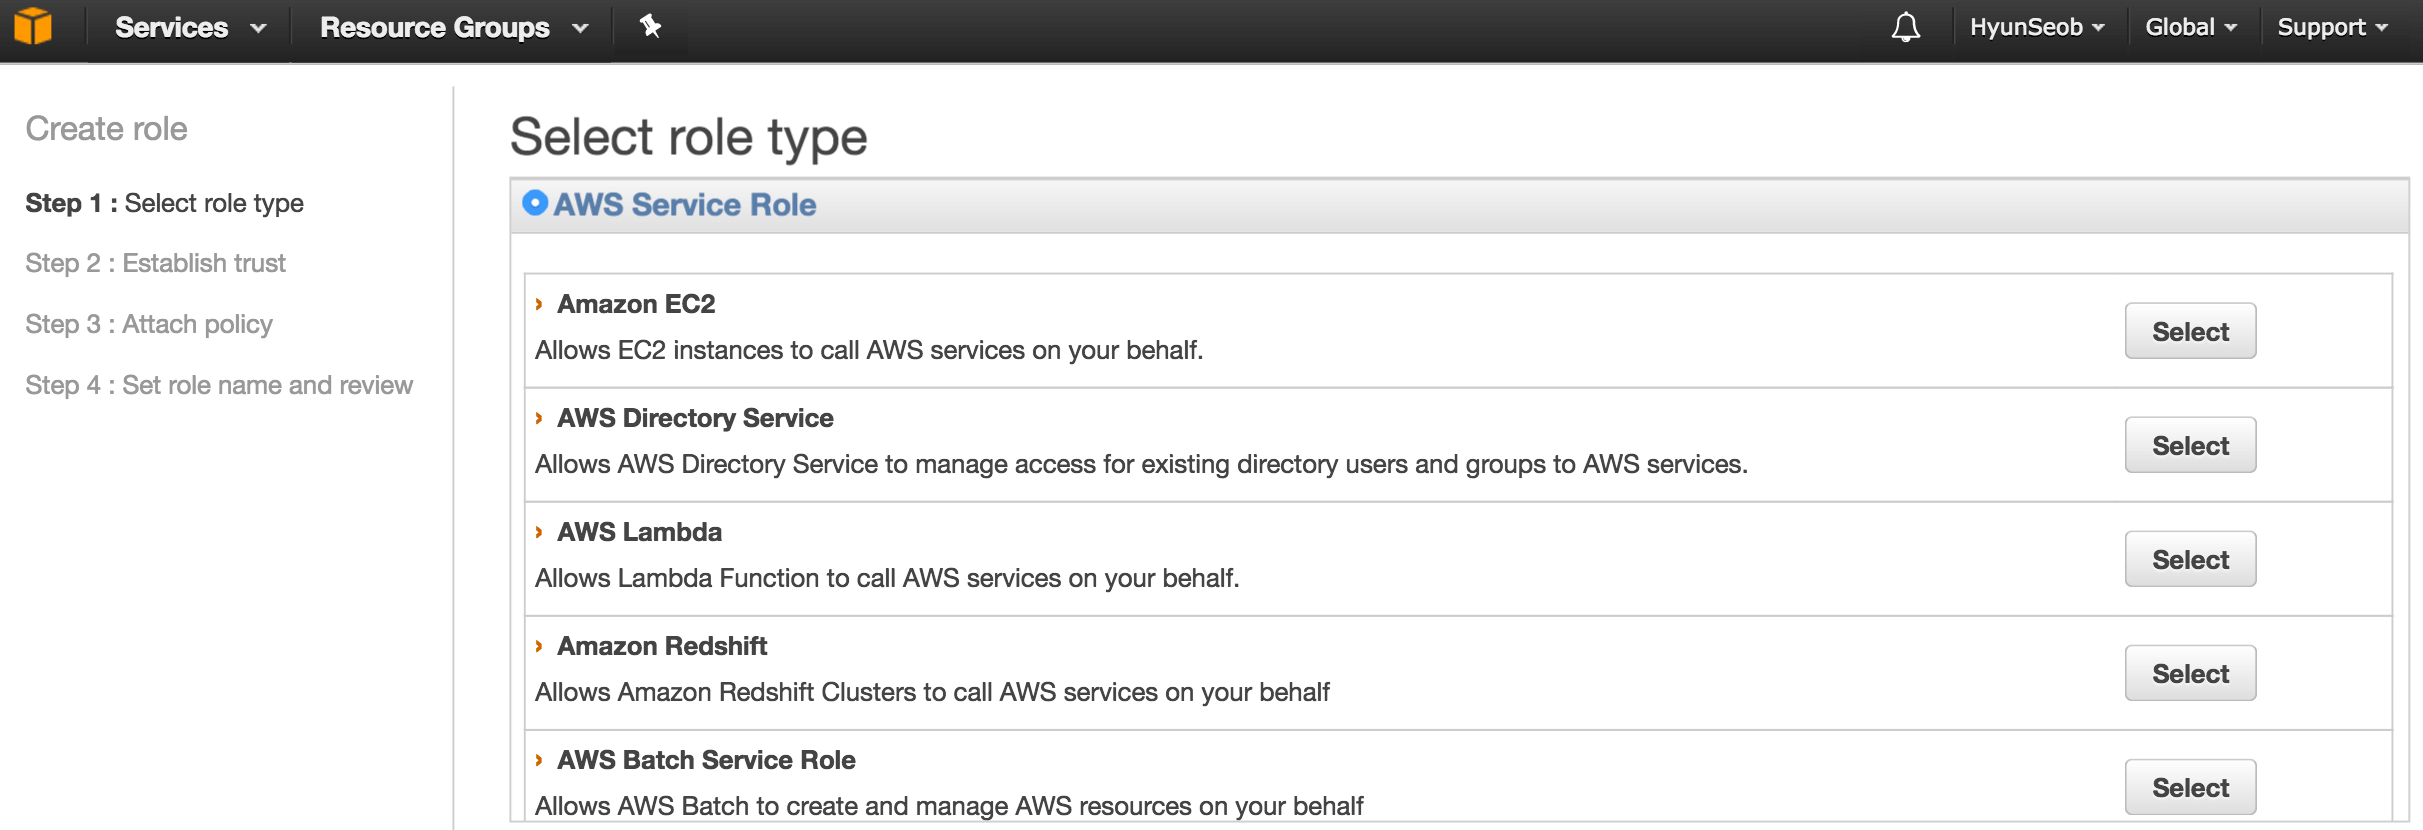 Services Resource Groups HyunSeob Global Support
Create role
Step 1 : Select role type
Step 2 : Establish trust
Step 3 : Attach policy
Step 4 : Set role name and review
Select role type
AWS Service Role
Amazon EC2
Allows EC2 instances to call AWS services on your behalf.
Select
AWS Directory Service
Allows AWS Directory Service to manage access for existing directory users and groups to AWS services.
Select
AWS Lambda
Allows Lambda Function to call AWS services on your behalf.
Select
Amazon Redshift
Allows Amazon Redshift Clusters to call AWS services on your behalf
Select
AWS Batch Service Role
Allows AWS Batch to create and manage AWS resources on your behalf
Select